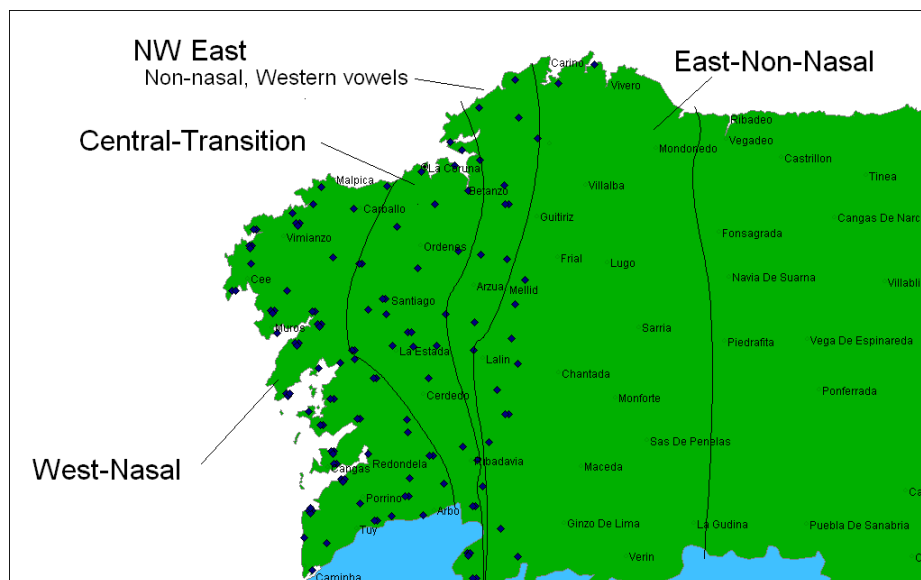 NW East
Non-nasal, Western vowels
Carino
East-Non-Nasal
Vivero
Ribadeo
Central-Transition
Vegadeo
Mondonedo
Castrillon
La Coruna
Malpica
Tinea
Villalba
Betanzo
Carballo
Guitiriz
Cangas De Narc
Vimianzo
Fonsagrada
Ordenes
Frial
Lugo
Cee
Navia De Suarna
Arzua
Mellid
Villabli
Santiago
Muros
Sarria
Piedrafita
Vega De Espinareda
La Estada
Lalin
Chantada
Cerdedo
Monforte
Ponferrada
Sas De Penelas
West-Nasal
Redondela
Ribadavia
Cangas
Maceda
Ca
Porrino
Arbo
Ginzo De Lima
La Gudina
Puebla De Sanabria
Tuy
Verin
Caminha